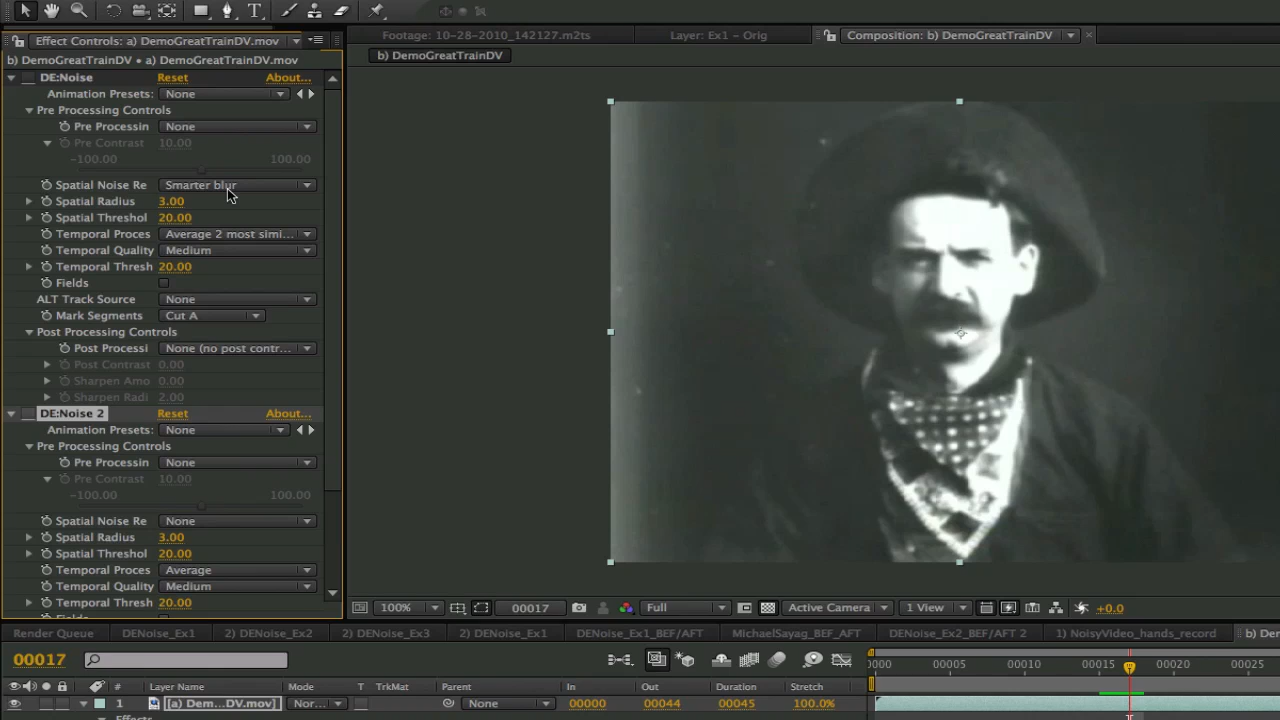 Effect Controls: a) DemoGreatTrainDV.mov
b) DemoGreatTrainDV • a) DemoGreatTrainDV.mov
DE:Noise Reset About...
Animation Presets: None
Pre Processing Controls
Pre Processin None
Pre Contrast 10.00
-100.00 100.00
Spatial Noise Re Smarter blur
Spatial Radius 3.00
Spatial Threshol 20.00
Temporal Proces Average 2 most simi...
Temporal Quality Medium
Temporal Thresh 20.00
Fields
ALT Track Source None
Mark Segments Cut A
Post Processing Controls
Post Processi None (no post contr...
Post Contrast 0.00
Sharpen Amo 0.00
Sharpen Radi 2.00
DE:Noise 2 Reset About...
Animation Presets: None
Pre Processing Controls
Pre Processin None
Pre Contrast 10.00
-100.00 100.00
Spatial Noise Re None
Spatial Radius 3.00
Spatial Threshol 20.00
Temporal Proces Average
Temporal Quality Medium
Temporal Thresh 20.00
Footage: 10-28-2010_142127.m2ts Layer: Ex1 - Orig Composition: b) DemoGreatTrainDV
b) DemoGreatTrainDV
100% 00017 Full Active Camera 1 View +0.0
Render Queue DENoise_Ex1 2) DENoise_Ex2 2) DENoise_Ex3 2) DENoise_Ex1 DENoise_Ex1_BEF/AFT MichaelSayag_BEF_AFT DENoise_Ex2_BEF/AFT 2 1) NoisyVideo_hands_record b) Der
00017 0000 00005 00010 00015 00020 00025
# Layer Name Mode T TrkMat Parent In Out Duration Stretch
1 [(a) Dem...DV.mov] Nor... None 00000 00044 00045 100.0%